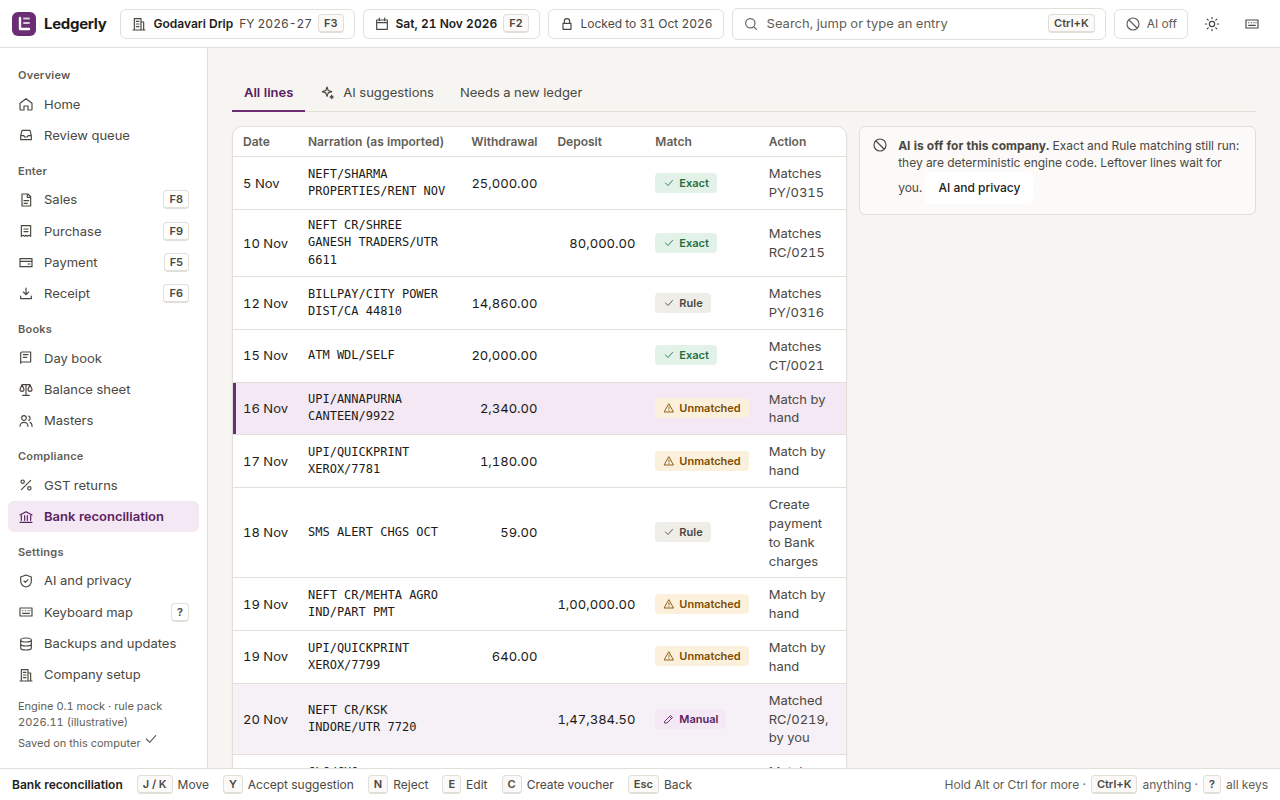 Ledgerly
Godavari Drip FY 2026-27 F3
Sat, 21 Nov 2026 F2
Locked to 31 Oct 2026
Search, jump or type an entry Ctrl+K
AI off
Overview
Home
Review queue
Enter
Sales F8
Purchase F9
Payment F5
Receipt F6
Books
Day book
Balance sheet
Masters
Compliance
GST returns
Bank reconciliation
Settings
AI and privacy
Keyboard map ?
Backups and updates
Company setup
Engine 0.1 mock · rule pack
2026.11 (illustrative)
Saved on this computer
All lines AI suggestions Needs a new ledger
Date Narration (as imported) Withdrawal Deposit Match Action
5 Nov NEFT/SHARMA PROPERTIES/RENT NOV 25,000.00 Exact Matches PY/0315
10 Nov NEFT CR/SHREE GANESH TRADERS/UTR 6611 80,000.00 Exact Matches RC/0215
12 Nov BILLPAY/CITY POWER DIST/CA 44810 14,860.00 Rule Matches PY/0316
15 Nov ATM WDL/SELF 20,000.00 Exact Matches CT/0021
16 Nov UPI/ANNAPURNA CANTEEN/9922 2,340.00 Unmatched Match by hand
17 Nov UPI/QUICKPRINT XEROX/7781 1,180.00 Unmatched Match by hand
18 Nov SMS ALERT CHGS OCT 59.00 Rule Create payment to Bank charges
19 Nov NEFT CR/MEHTA AGRO IND/PART PMT 1,00,000.00 Unmatched Match by hand
19 Nov UPI/QUICKPRINT XEROX/7799 640.00 Unmatched Match by hand
20 Nov NEFT CR/KSK INDORE/UTR 7720 1,47,384.50 Manual Matched RC/0219, by you
AI is off for this company. Exact and Rule matching still run:
they are deterministic engine code. Leftover lines wait for
you. AI and privacy
Bank reconciliation J / K Move Y Accept suggestion N Reject E Edit C Create voucher Esc Back
Hold Alt or Ctrl for more · Ctrl+K anything · ? all keys